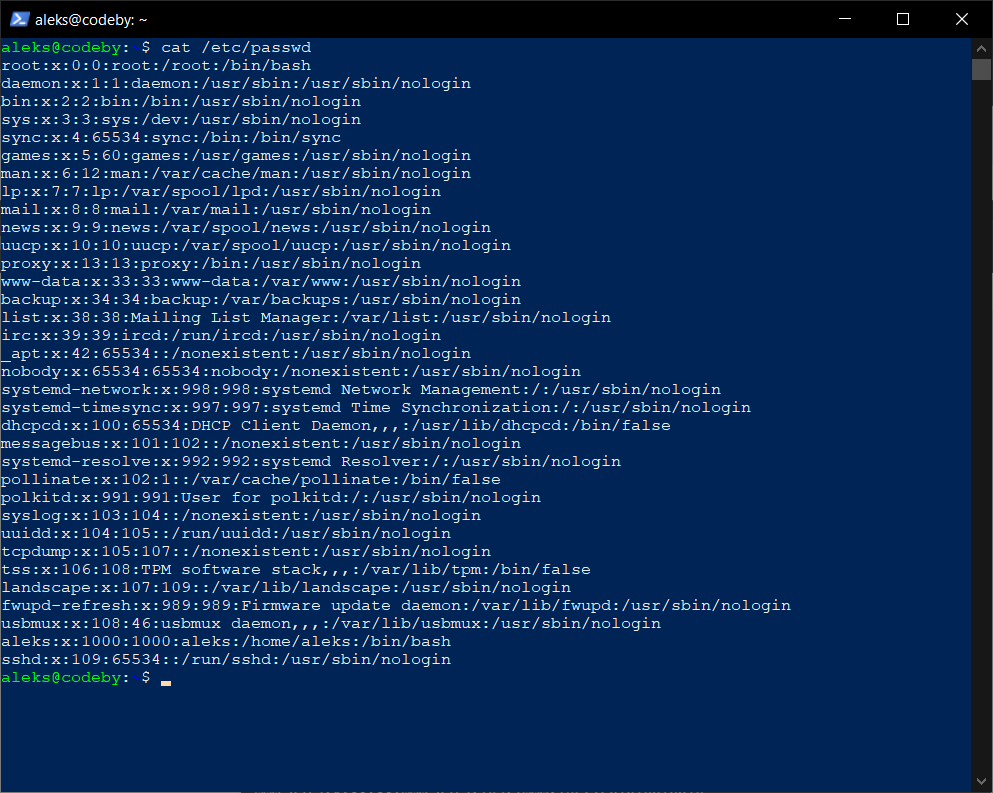 aleks@codeby: ~
aleks@codeby:~$ cat /etc/passwd
root:x:0:0:root:/root:/bin/bash
daemon:x:1:1:daemon:/usr/sbin:/usr/sbin/nologin
bin:x:2:2:bin:/bin:/usr/sbin/nologin
sys:x:3:3:sys:/dev:/usr/sbin/nologin
sync:x:4:65534:sync:/bin:/bin/sync
games:x:5:60:games:/usr/games:/usr/sbin/nologin
man:x:6:12:man:/var/cache/man:/usr/sbin/nologin
lp:x:7:7:lp:/var/spool/lpd:/usr/sbin/nologin
mail:x:8:8:mail:/var/mail:/usr/sbin/nologin
news:x:9:9:news:/var/spool/news:/usr/sbin/nologin
uucp:x:10:10:uucp:/var/spool/uucp:/usr/sbin/nologin
proxy:x:13:13:proxy:/bin:/usr/sbin/nologin
www-data:x:33:33:www-data:/var/www:/usr/sbin/nologin
backup:x:34:34:backup:/var/backups:/usr/sbin/nologin
list:x:38:38:Mailing List Manager:/var/list:/usr/sbin/nologin
irc:x:39:39:ircd:/run/ircd:/usr/sbin/nologin
_apt:x:42:65534::/nonexistent:/usr/sbin/nologin
nobody:x:65534:65534:nobody:/nonexistent:/usr/sbin/nologin
systemd-network:x:998:998:systemd Network Management:/:/usr/sbin/nologin
systemd-timesync:x:997:997:systemd Time Synchronization:/:/usr/sbin/nologin
dhcpcd:x:100:65534:DHCP Client Daemon,,,:/usr/lib/dhcpcd:/bin/false
messagebus:x:101:102::/nonexistent:/usr/sbin/nologin
systemd-resolve:x:992:992:systemd Resolver:/:/usr/sbin/nologin
pollinate:x:102:1::/var/cache/pollinate:/bin/false
polkitd:x:991:991:User for polkitd:/:/usr/sbin/nologin
syslog:x:103:104::/nonexistent:/usr/sbin/nologin
uuidd:x:104:105::/run/uuidd:/usr/sbin/nologin
tcpdump:x:105:107::/nonexistent:/usr/sbin/nologin
tss:x:106:108:TPM software stack,,,:/var/lib/tpm:/bin/false
landscape:x:107:109::/var/lib/landscape:/usr/sbin/nologin
fwupd-refresh:x:989:989:Firmware update daemon:/var/lib/fwupd:/usr/sbin/nologin
usbmux:x:108:46:usbmux daemon,,,:/var/lib/usbmux:/usr/sbin/nologin
aleks:x:1000:1000:aleks:/home/aleks:/bin/bash
sshd:x:109:65534::/run/sshd:/usr/sbin/nologin
aleks@codeby:~$